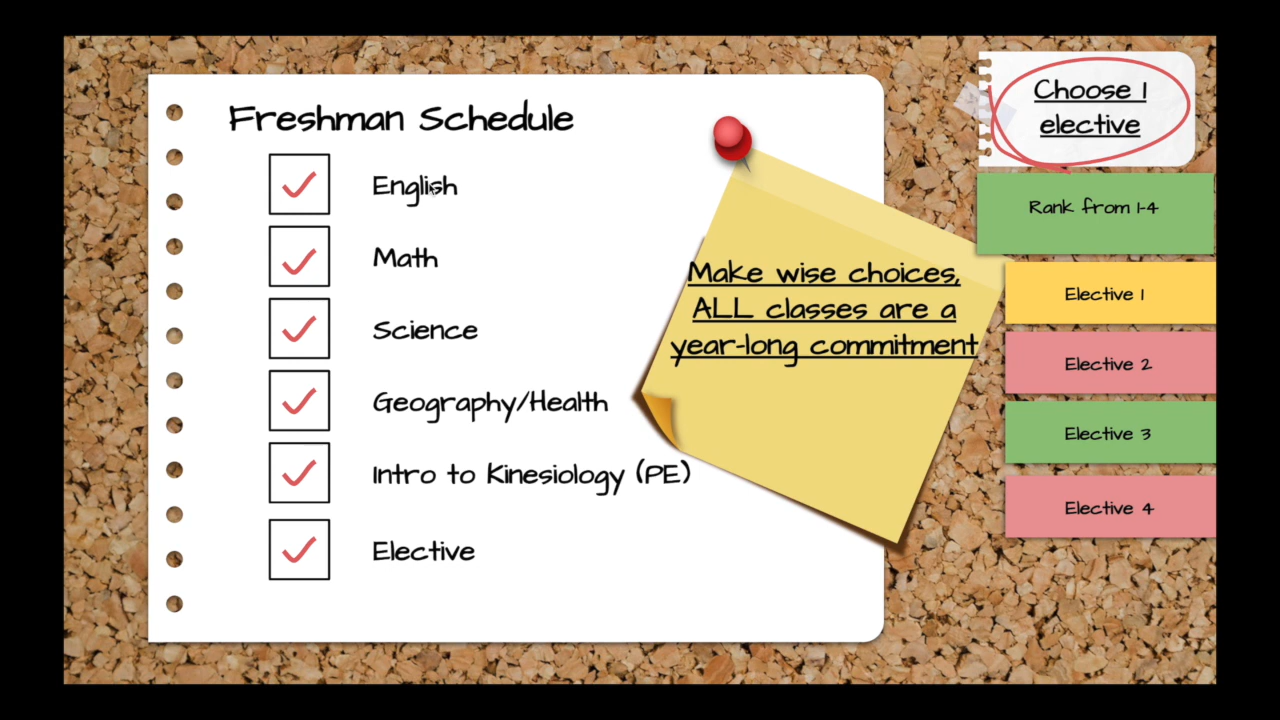 Freshman Schedule
English
Math
Science
Geography/Health
Intro to Kinesiology (PE)
Elective
Make wise choices,
ALL classes are a
year-long commitment
Choose 1
elective
Rank from 1-4
Elective 1
Elective 2
Elective 3
Elective 4